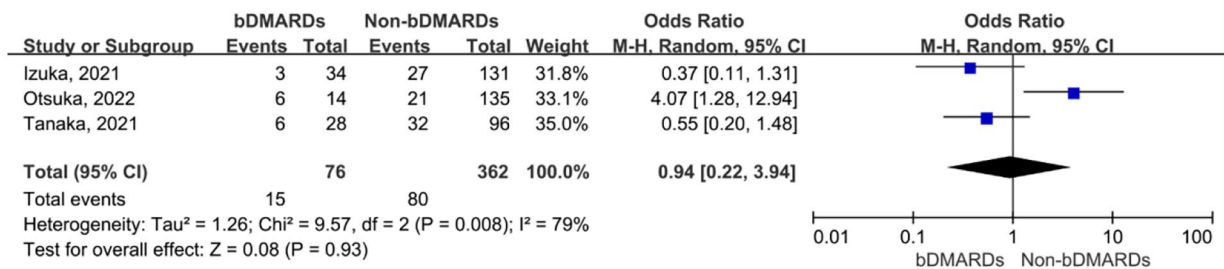 bDMARDs Non-bDMARDs Odds Ratio Odds Ratio
Study or Subgroup Events Total Events Total Weight M-H, Random, 95% CI M-H, Random, 95% CI
Izuka, 2021 3 34 27 131 31.8% 0.37 [0.11, 1.31]
Otsuka, 2022 6 14 21 135 33.1% 4.07 [1.28, 12.94]
Tanaka, 2021 6 28 32 96 35.0% 0.55 [0.20, 1.48]
Total (95% CI) 76 362 100.0% 0.94 [0.22, 3.94]
Total events 15 80
Heterogeneity: Tau² = 1.26; Chi² = 9.57, df = 2 (P = 0.008); I² = 79%
Test for overall effect: Z = 0.08 (P = 0.93)
0.01 0.1 1 10 100
bDMARDs Non-bDMARDs